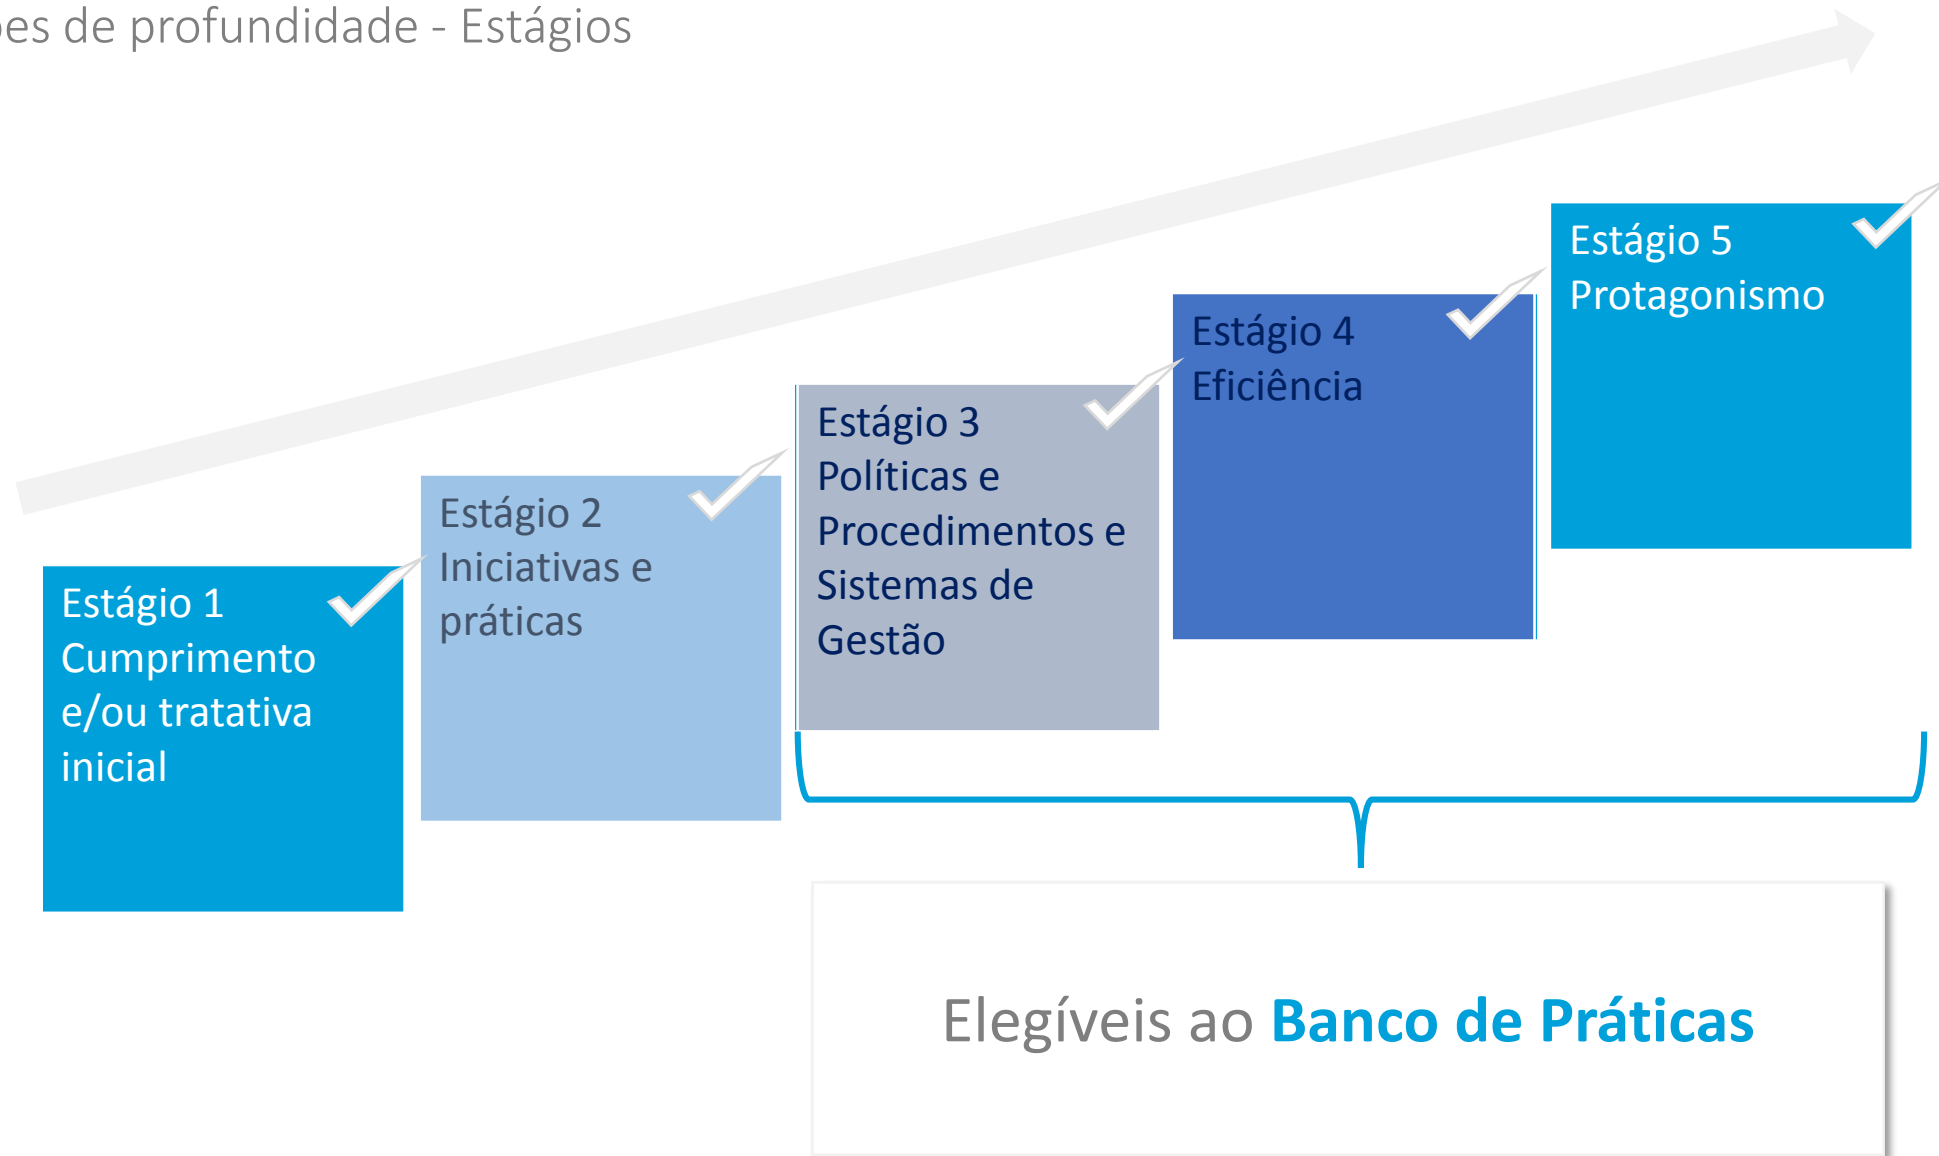 de profundidade - Estágios
Estágio 1
Cumprimento
e/ou tratativa
inicial
Estágio 2
Iniciativas e
práticas
Estágio 3
Políticas e
Procedimentos e
Sistemas de
Gestão
Estágio 4
Eficiência
Estágio 5
Protagonismo
Elegíveis ao Banco de Práticas